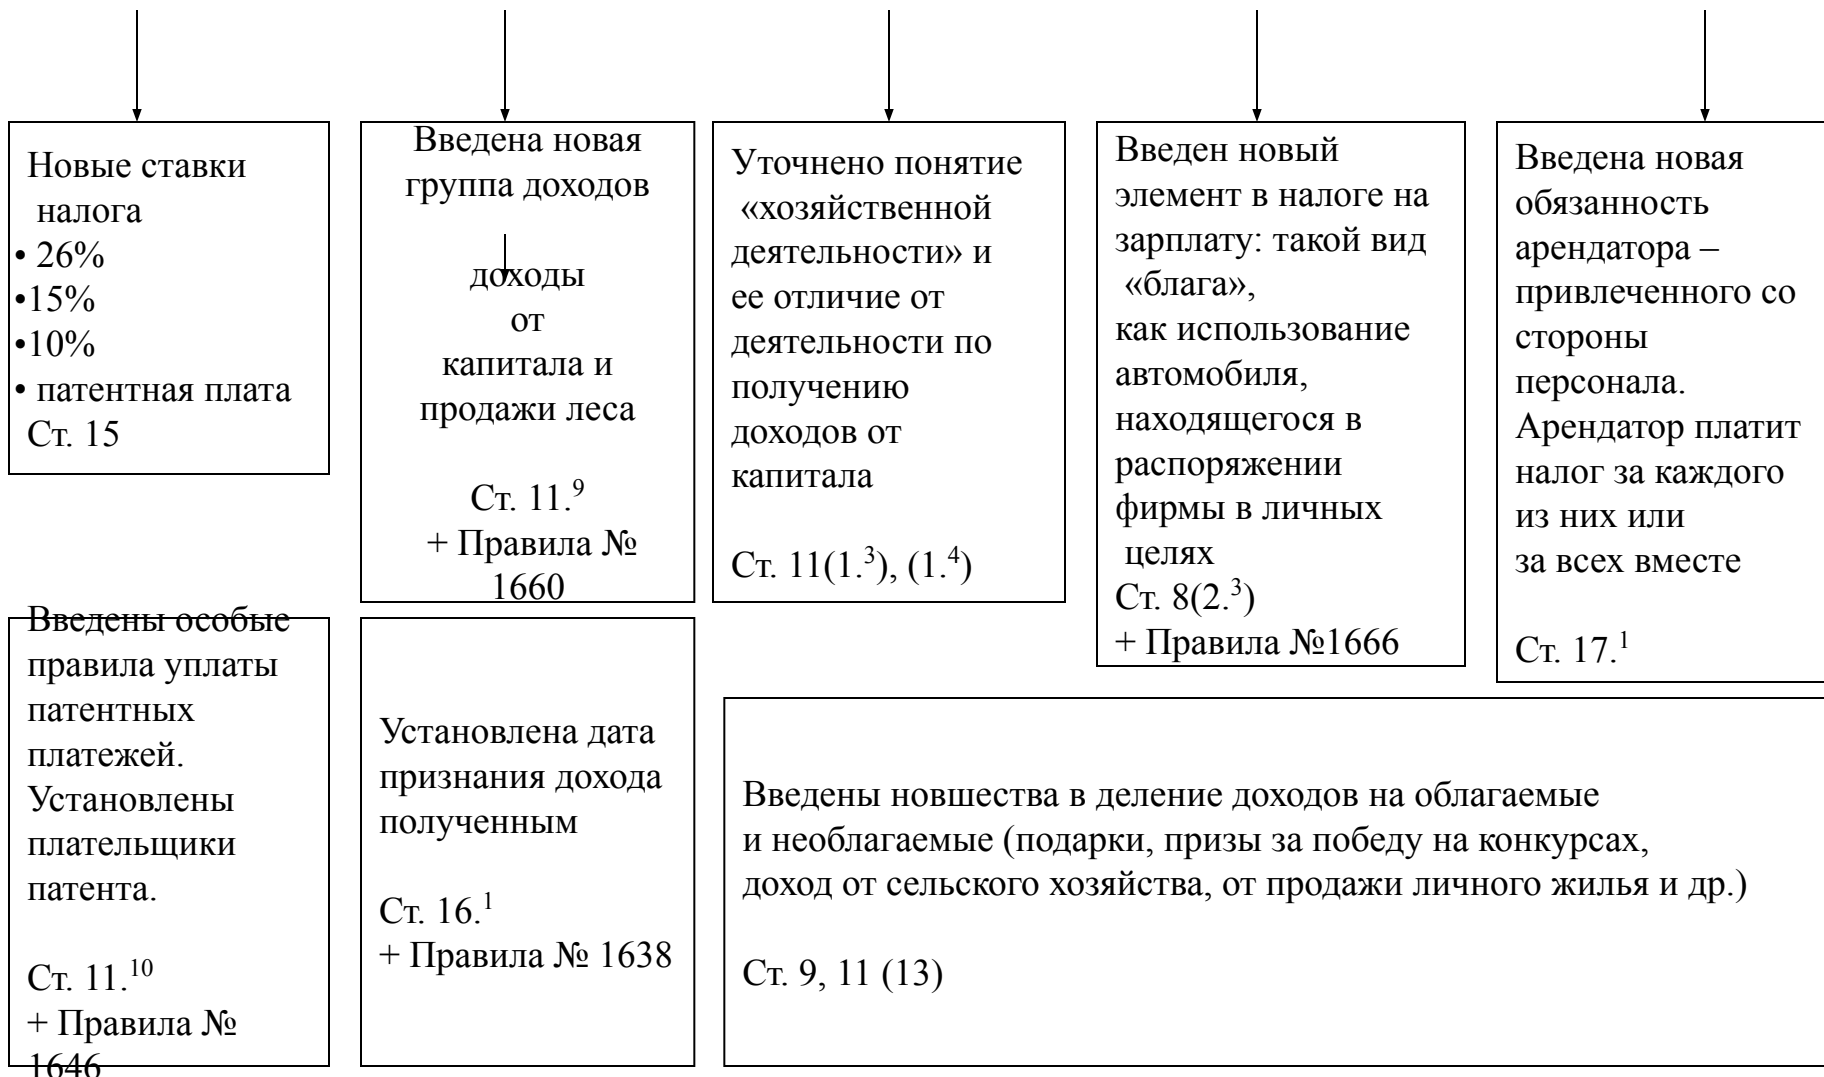 Новые ставки
налога
• 26%
•15%
•10%
• патентная плата
Ст. 15
Введена новая
группа доходов
доходы
от
капитала и
продажи леса
Ст. 11.⁹
+ Правила №
1660
Уточнено понятие
«хозяйственной
деятельности» и
ее отличие от
деятельности по
получению
доходов от
капитала
Ст. 11(1.³), (1.⁴)
Введен новый
элемент в налоге на
зарплату: такой вид
«блага»,
как использование
автомобиля,
находящегося в
распоряжении
фирмы в личных
целях
Ст. 8(2.³)
+ Правила №1666
Введена новая
обязанность
арендатора –
привлеченного со
стороны
персонала.
Арендатор платит
налог за каждого
из них или
за всех вместе
Ст. 17.¹
Введены особые
правила уплаты
патентных
платежей.
Установлены
плательщики
патента.
Ст. 11.¹⁰
+ Правила №
1646
Установлена дата
признания дохода
полученным
Ст. 16.¹
+ Правила № 1638
Введены новшества в деление доходов на облагаемые
и необлагаемые (подарки, призы за победу на конкурсах,
доход от сельского хозяйства, от продажи личного жилья и др.)
Ст. 9, 11 (13)